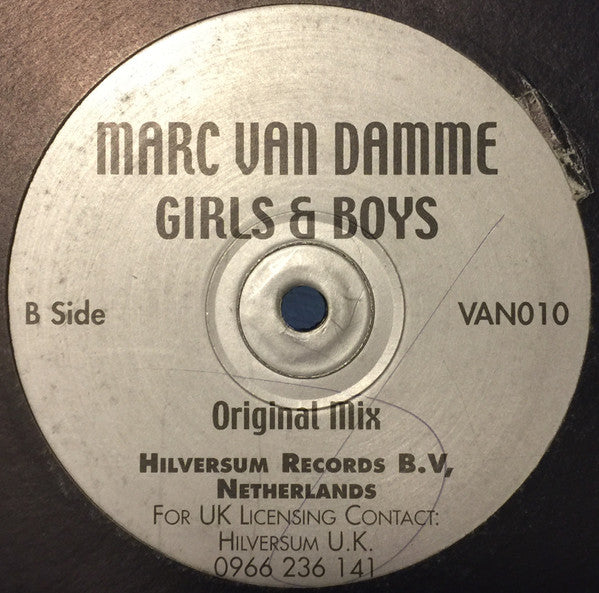 MARC VAN DAMME
GIRLS & BOYS
B Side
VAN010
Original Mix
HILVERSUM RECORDS B.V,
NETHERLANDS
FOR UK LICENSING CONTACT:
HILVERSUM U.K.
0966 236 141